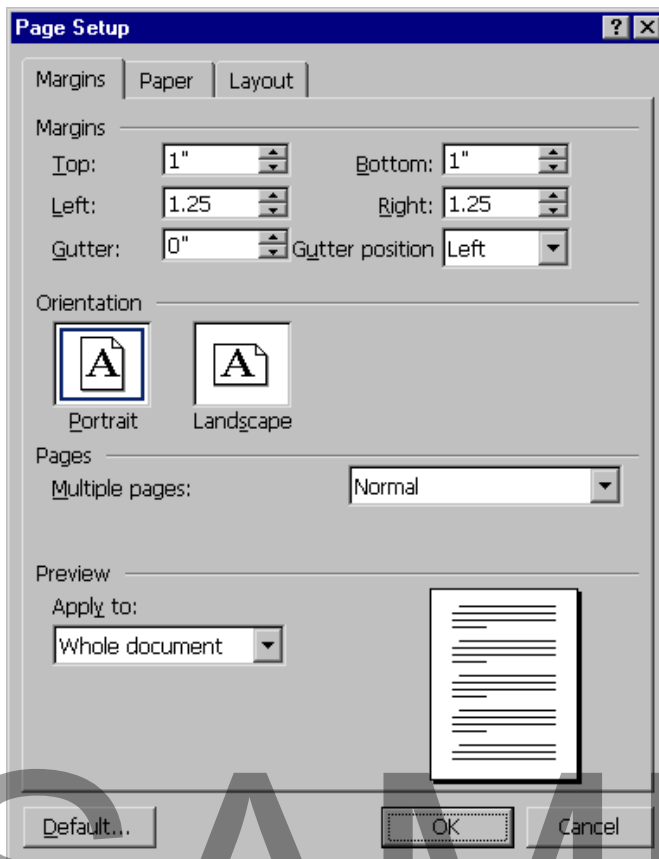 Page Setup
Margins Paper Layout
Margins
Top: 1" Bottom: 1"
Left: 1.25 Right: 1.25
Gutter: 0" Gutter position Left
Orientation
A A
Portrait Landscape
Pages
Multiple pages: Normal
Preview
Apply to:
Whole document
Default... OK Cancel